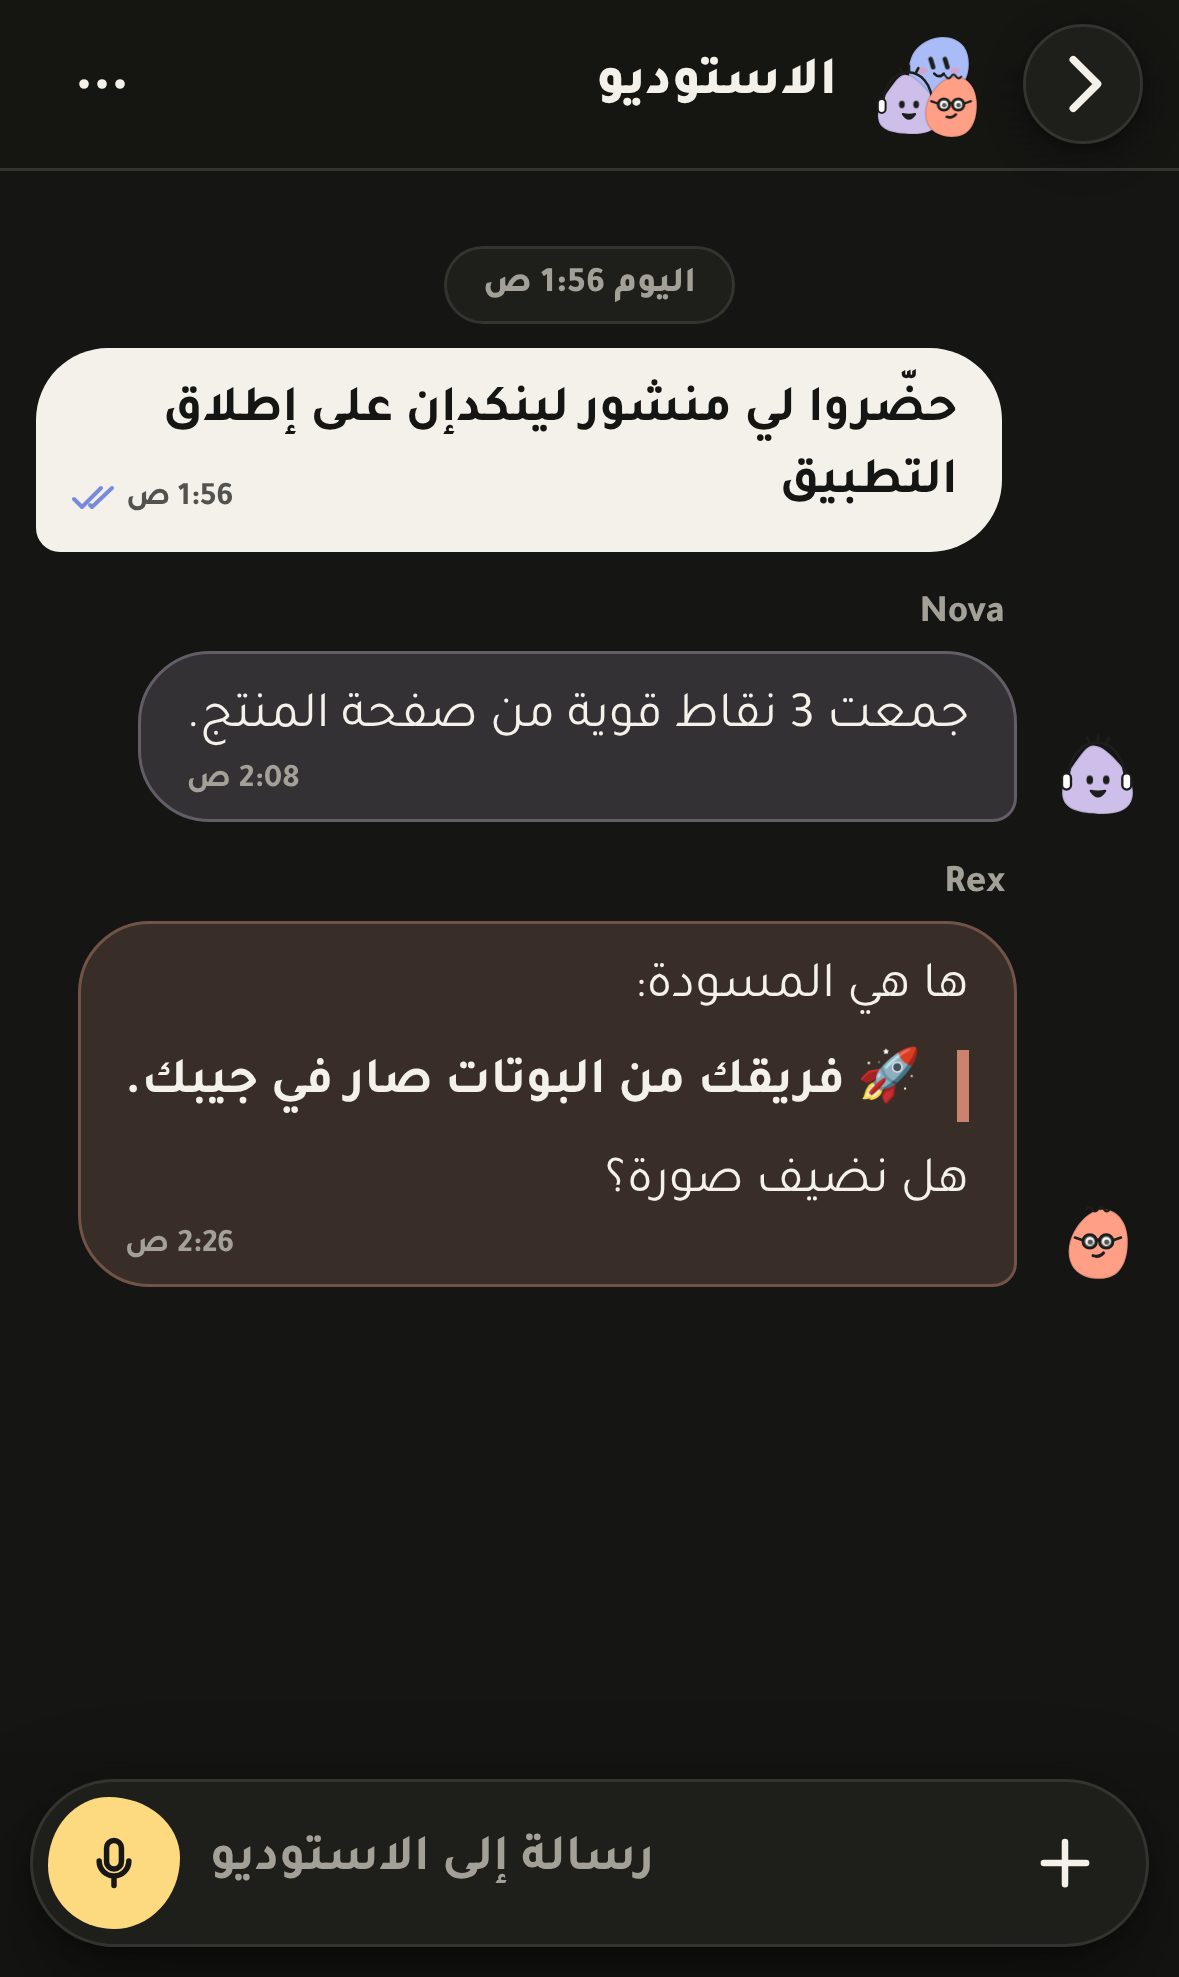 الاستوديو
اليوم 1:56 ص
حضّروا لي منشور لينكدإن على إطلاق
التطبيق
1:56 ص
Nova
جمعت 3 نقاط قوية من صفحة المنتج.
2:08 ص
Rex
ها هي المسودة:
🚀 فريقك من البوتات صار في جيبك.
هل نضيف صورة؟
2:26 ص
رسالة إلى الاستوديو